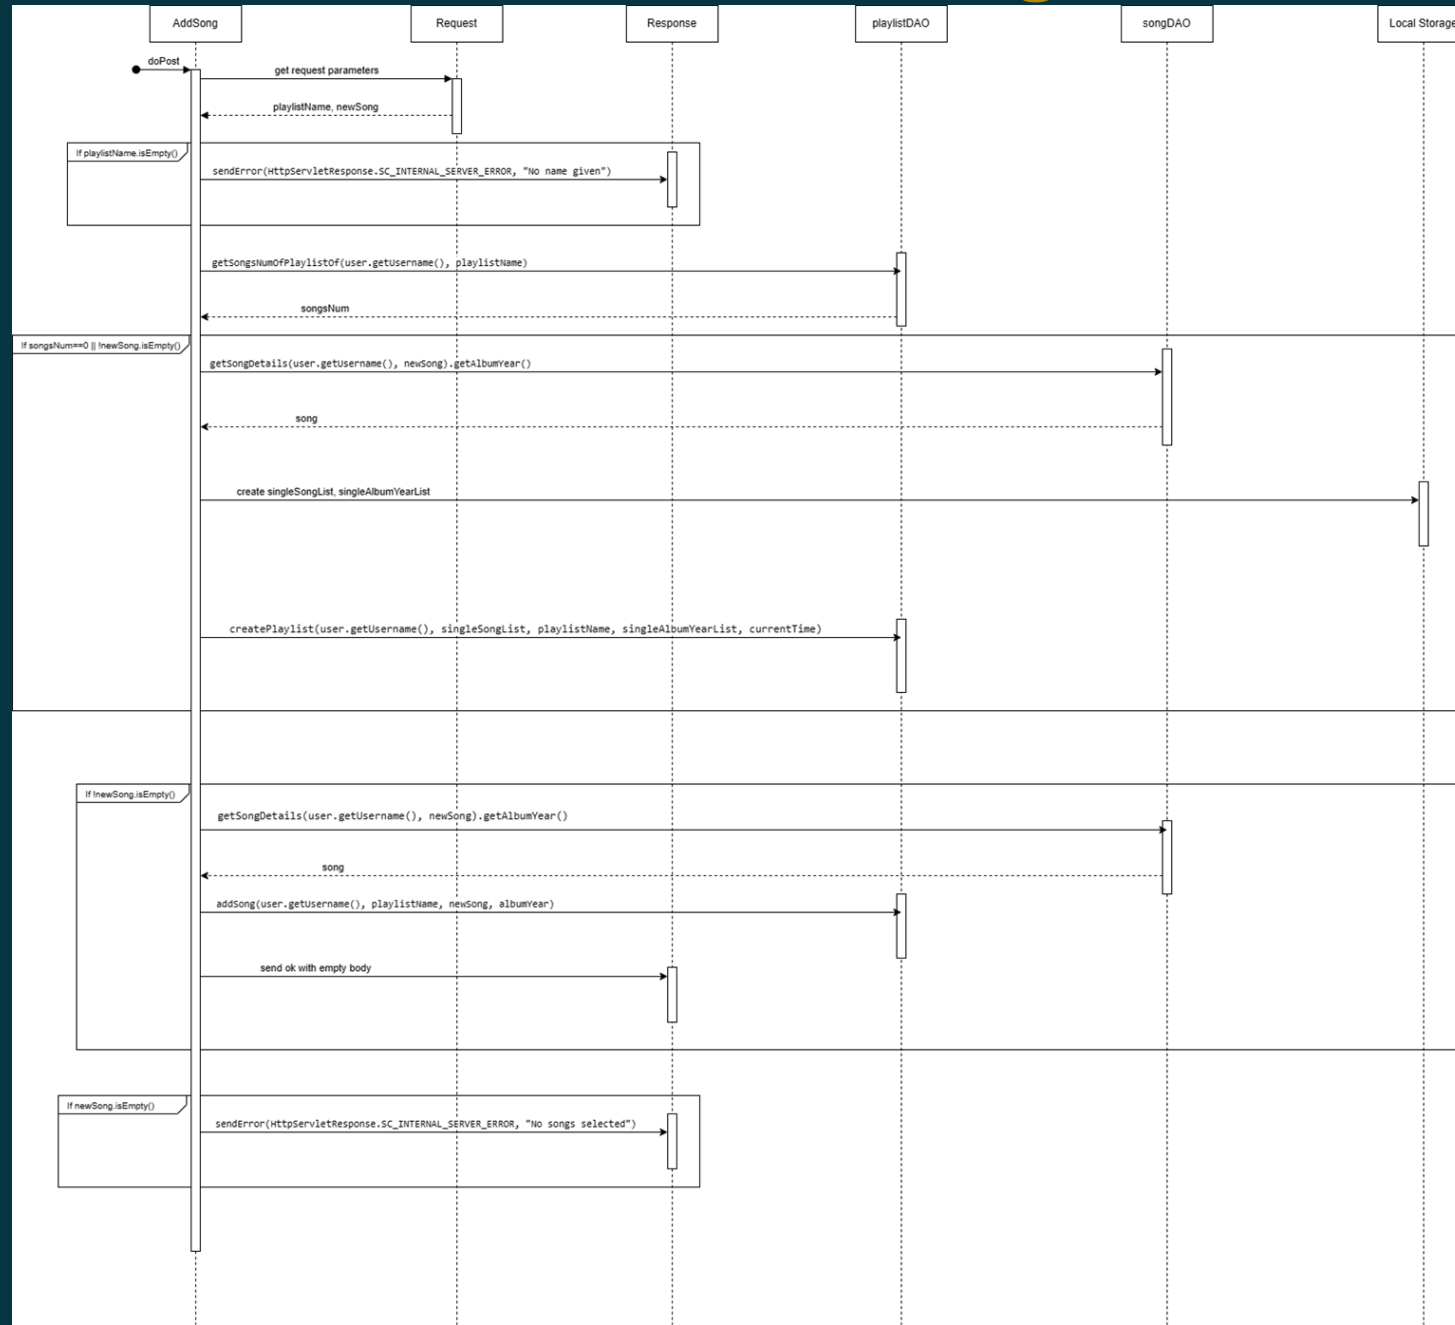 AddSong
Request
Response
playlistDAO
songDAO
Local Storage
doPost
get request parameters
playlistName, newSong
If playlistName.isEmpty()
sendError(HttpServletResponse.SC_INTERNAL_SERVER_ERROR, "No name given")
getSongsNumOfPlaylistOf(user.getUsername(), playlistName)
songsNum
If songsNum==0 || !newSong.isEmpty()
getSongDetails(user.getUsername(), newSong).getAlbumYear()
song
create singleSongList, singleAlbumYearList
createPlaylist(user.getUsername(), singleSongList, playlistName, singleAlbumYearList, currentTime)
If !newSong.isEmpty()
getSongDetails(user.getUsername(), newSong).getAlbumYear()
song
addSong(user.getUsername(), playlistName, newSong, albumYear)
send ok with empty body
If newSong.isEmpty()
sendError(HttpServletResponse.SC_INTERNAL_SERVER_ERROR, "No songs selected")